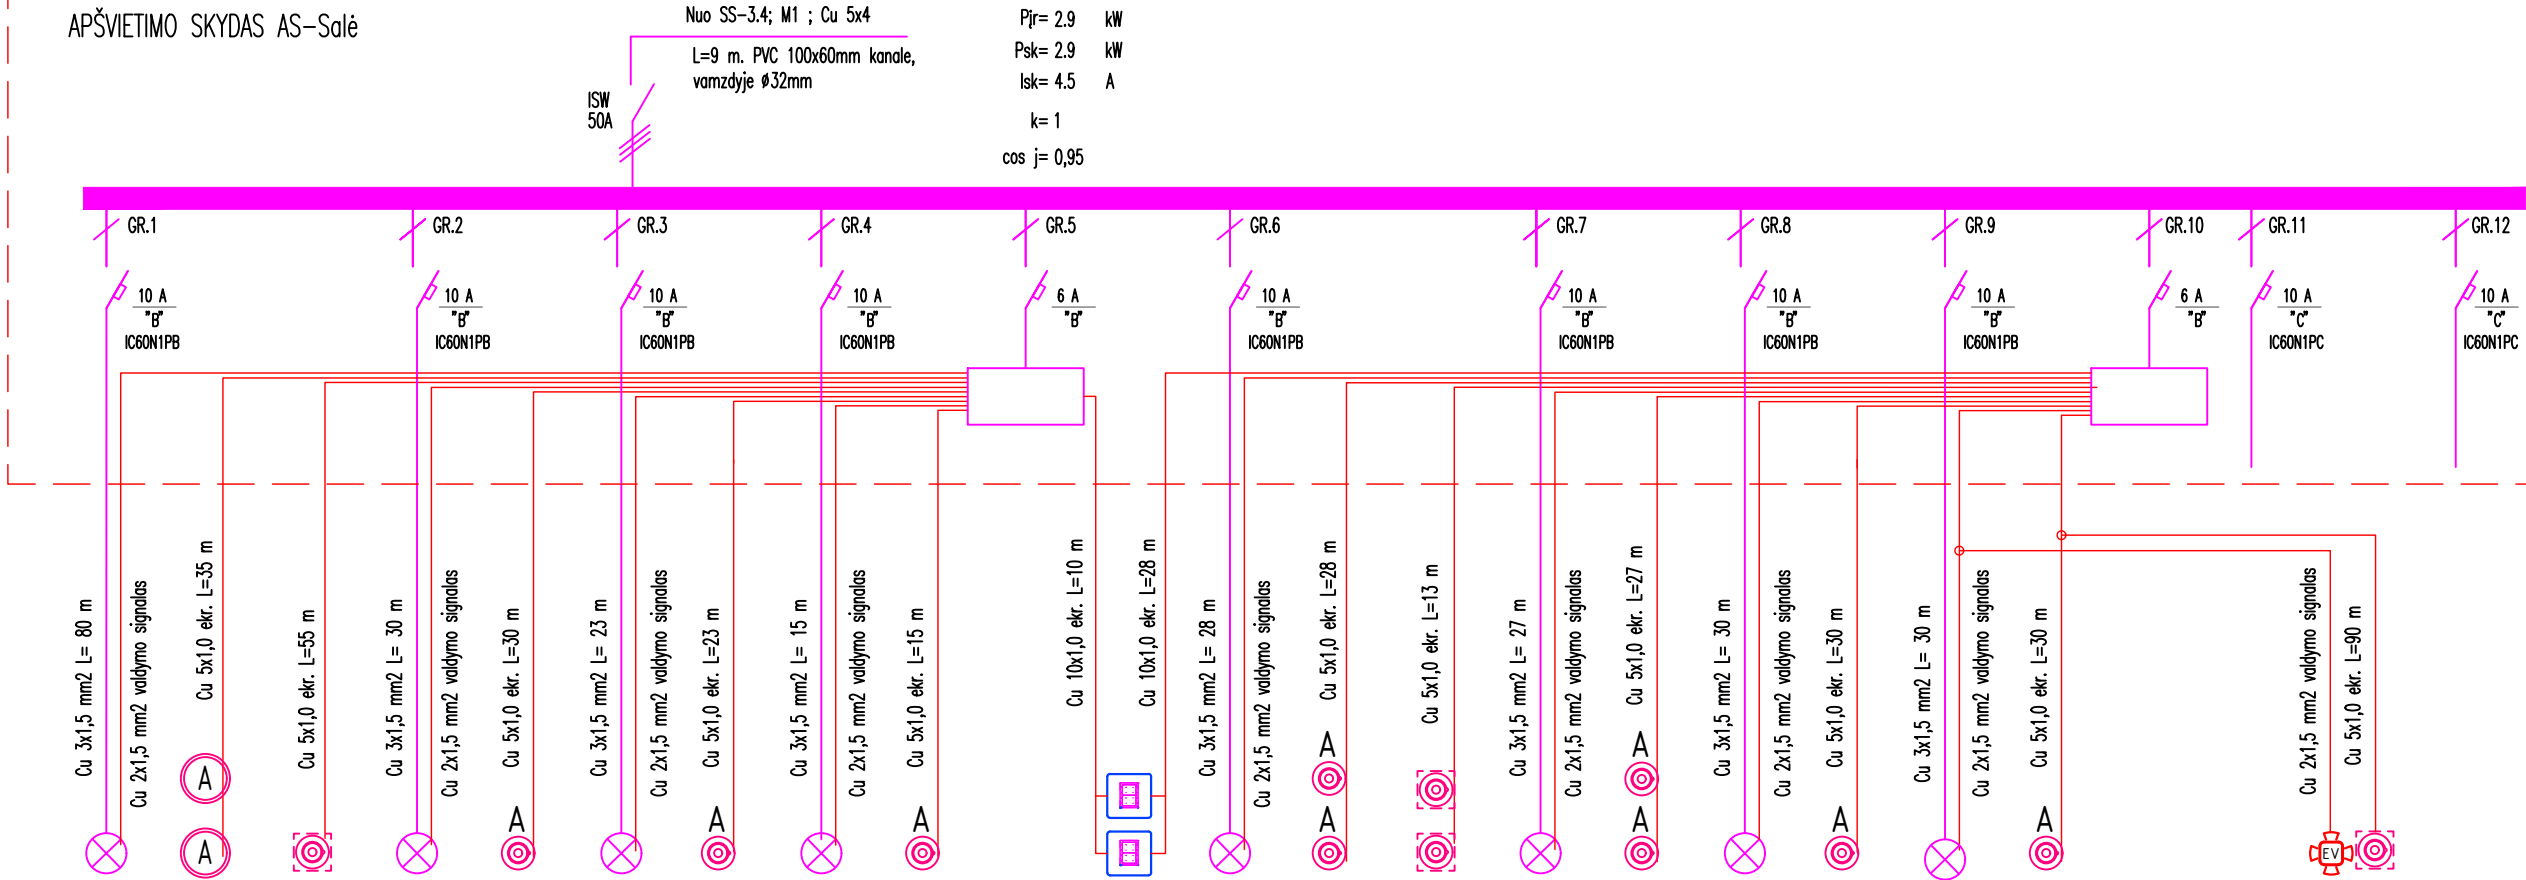 APŠVIETIMO SKYDAS AS-Salė
Nuo SS-3.4; M1 ; Cu 5x4
L=9 m. PVC 100x60mm kanale,
vamzdyje ø32mm
ISW
50A
Pįr= 2.9 kW
Psk= 2.9 kW
Isk= 4.5 A
k= 1
cos j= 0,95
GR.1
GR.2
GR.3
GR.4
GR.5
GR.6
GR.7
GR.8
GR.9
GR.10
GR.11
GR.12
10 A
"B"
IC60N1PB
10 A
"B"
IC60N1PB
10 A
"B"
IC60N1PB
10 A
"B"
IC60N1PB
6 A
"B"
10 A
"B"
IC60N1PB
10 A
"B"
IC60N1PB
10 A
"B"
IC60N1PB
10 A
"B"
IC60N1PB
6 A
"B"
10 A
"C"
IC60N1PC
10 A
"C"
IC60N1PC
Cu 3x1,5 mm2 L= 80 m
Cu 2x1,5 mm2 valdymo signalas
Cu 5x1,0 ekr. L=35 m
Cu 5x1,0 ekr. L=55 m
Cu 3x1,5 mm2 L= 30 m
Cu 2x1,5 mm2 valdymo signalas
Cu 5x1,0 ekr. L=30 m
Cu 3x1,5 mm2 L= 23 m
Cu 2x1,5 mm2 valdymo signalas
Cu 5x1,0 ekr. L=23 m
Cu 3x1,5 mm2 L= 15 m
Cu 2x1,5 mm2 valdymo signalas
Cu 5x1,0 ekr. L=15 m
Cu 10x1,0 ekr. L=10 m
Cu 10x1,0 ekr. L=28 m
Cu 3x1,5 mm2 L= 28 m
Cu 2x1,5 mm2 valdymo signalas
Cu 5x1,0 ekr. L=28 m
Cu 5x1,0 ekr. L=13 m
Cu 3x1,5 mm2 L= 27 m
Cu 2x1,5 mm2 valdymo signalas
Cu 5x1,0 ekr. L=27 m
Cu 3x1,5 mm2 L= 30 m
Cu 2x1,5 mm2 valdymo signalas
Cu 5x1,0 ekr. L=30 m
Cu 3x1,5 mm2 L= 30 m
Cu 2x1,5 mm2 valdymo signalas
Cu 5x1,0 ekr. L=30 m
Cu 2x1,5 mm2 valdymo signalas
Cu 5x1,0 ekr. L=90 m
A
A
A
A
A
A
A
A
A
A
A
EV